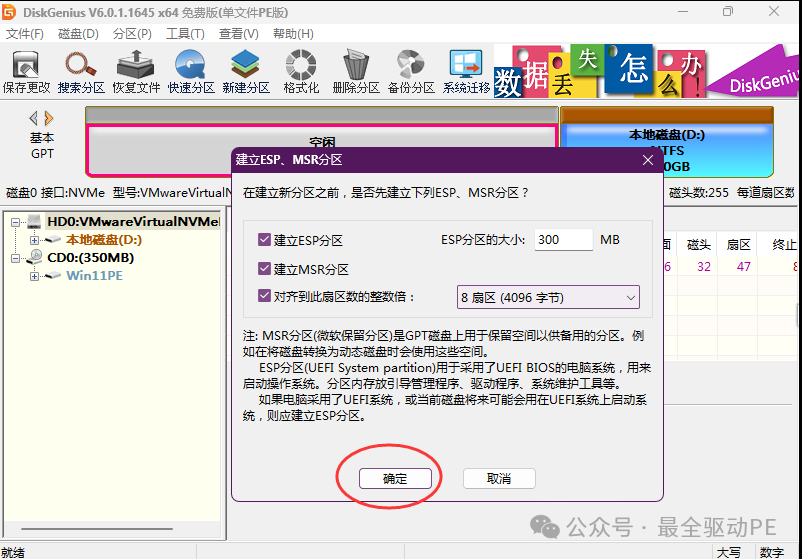 DiskGenius V6.0.1.1645 x64 免费版(单文件PE版)
文件(F) 磁盘(D) 分区(P) 工具(T) 查看(V) 帮助(H)
保存更改 搜索分区 恢复文件 快速分区 新建分区 格式化 删除分区 备份分区 系统迁移
数据丢失怎么办!
DiskGeniu
基本
GPT
空闲
本地磁盘(D:)
NTFS
0GB
磁盘0 接口:NVMe 型号:VMwareVirtualN
磁头数:255 每道扇区数
建立ESP、MSR分区
在建立新分区之前，是否先建立下列ESP、MSR分区？
建立ESP分区 ESP分区的大小: 300 MB
建立MSR分区
对齐到此扇区数的整数倍： 8 扇区 (4096 字节)
注: MSR分区(微软保留分区)是GPT磁盘上用于保留空间以供备用的分区。例
如在将磁盘转换为动态磁盘时会使用这些空间。
ESP分区(UEFI System partition)用于采用了UEFI BIOS的电脑系统，用来
启动操作系统。分区内存放引导管理程序、驱动程序、系统维护工具等。
如果电脑采用了UEFI系统，或当前磁盘将来可能会用在UEFI系统上启动系
统，则应建立ESP分区。
确定 取消
HD0:VMwareVirtualNVMe
本地磁盘(D:)
CD0:(350MB)
Win11PE
面 磁头 扇区 终止
6 32 47 8
公众号 · 最全驱动PE
就绪 大写 数字